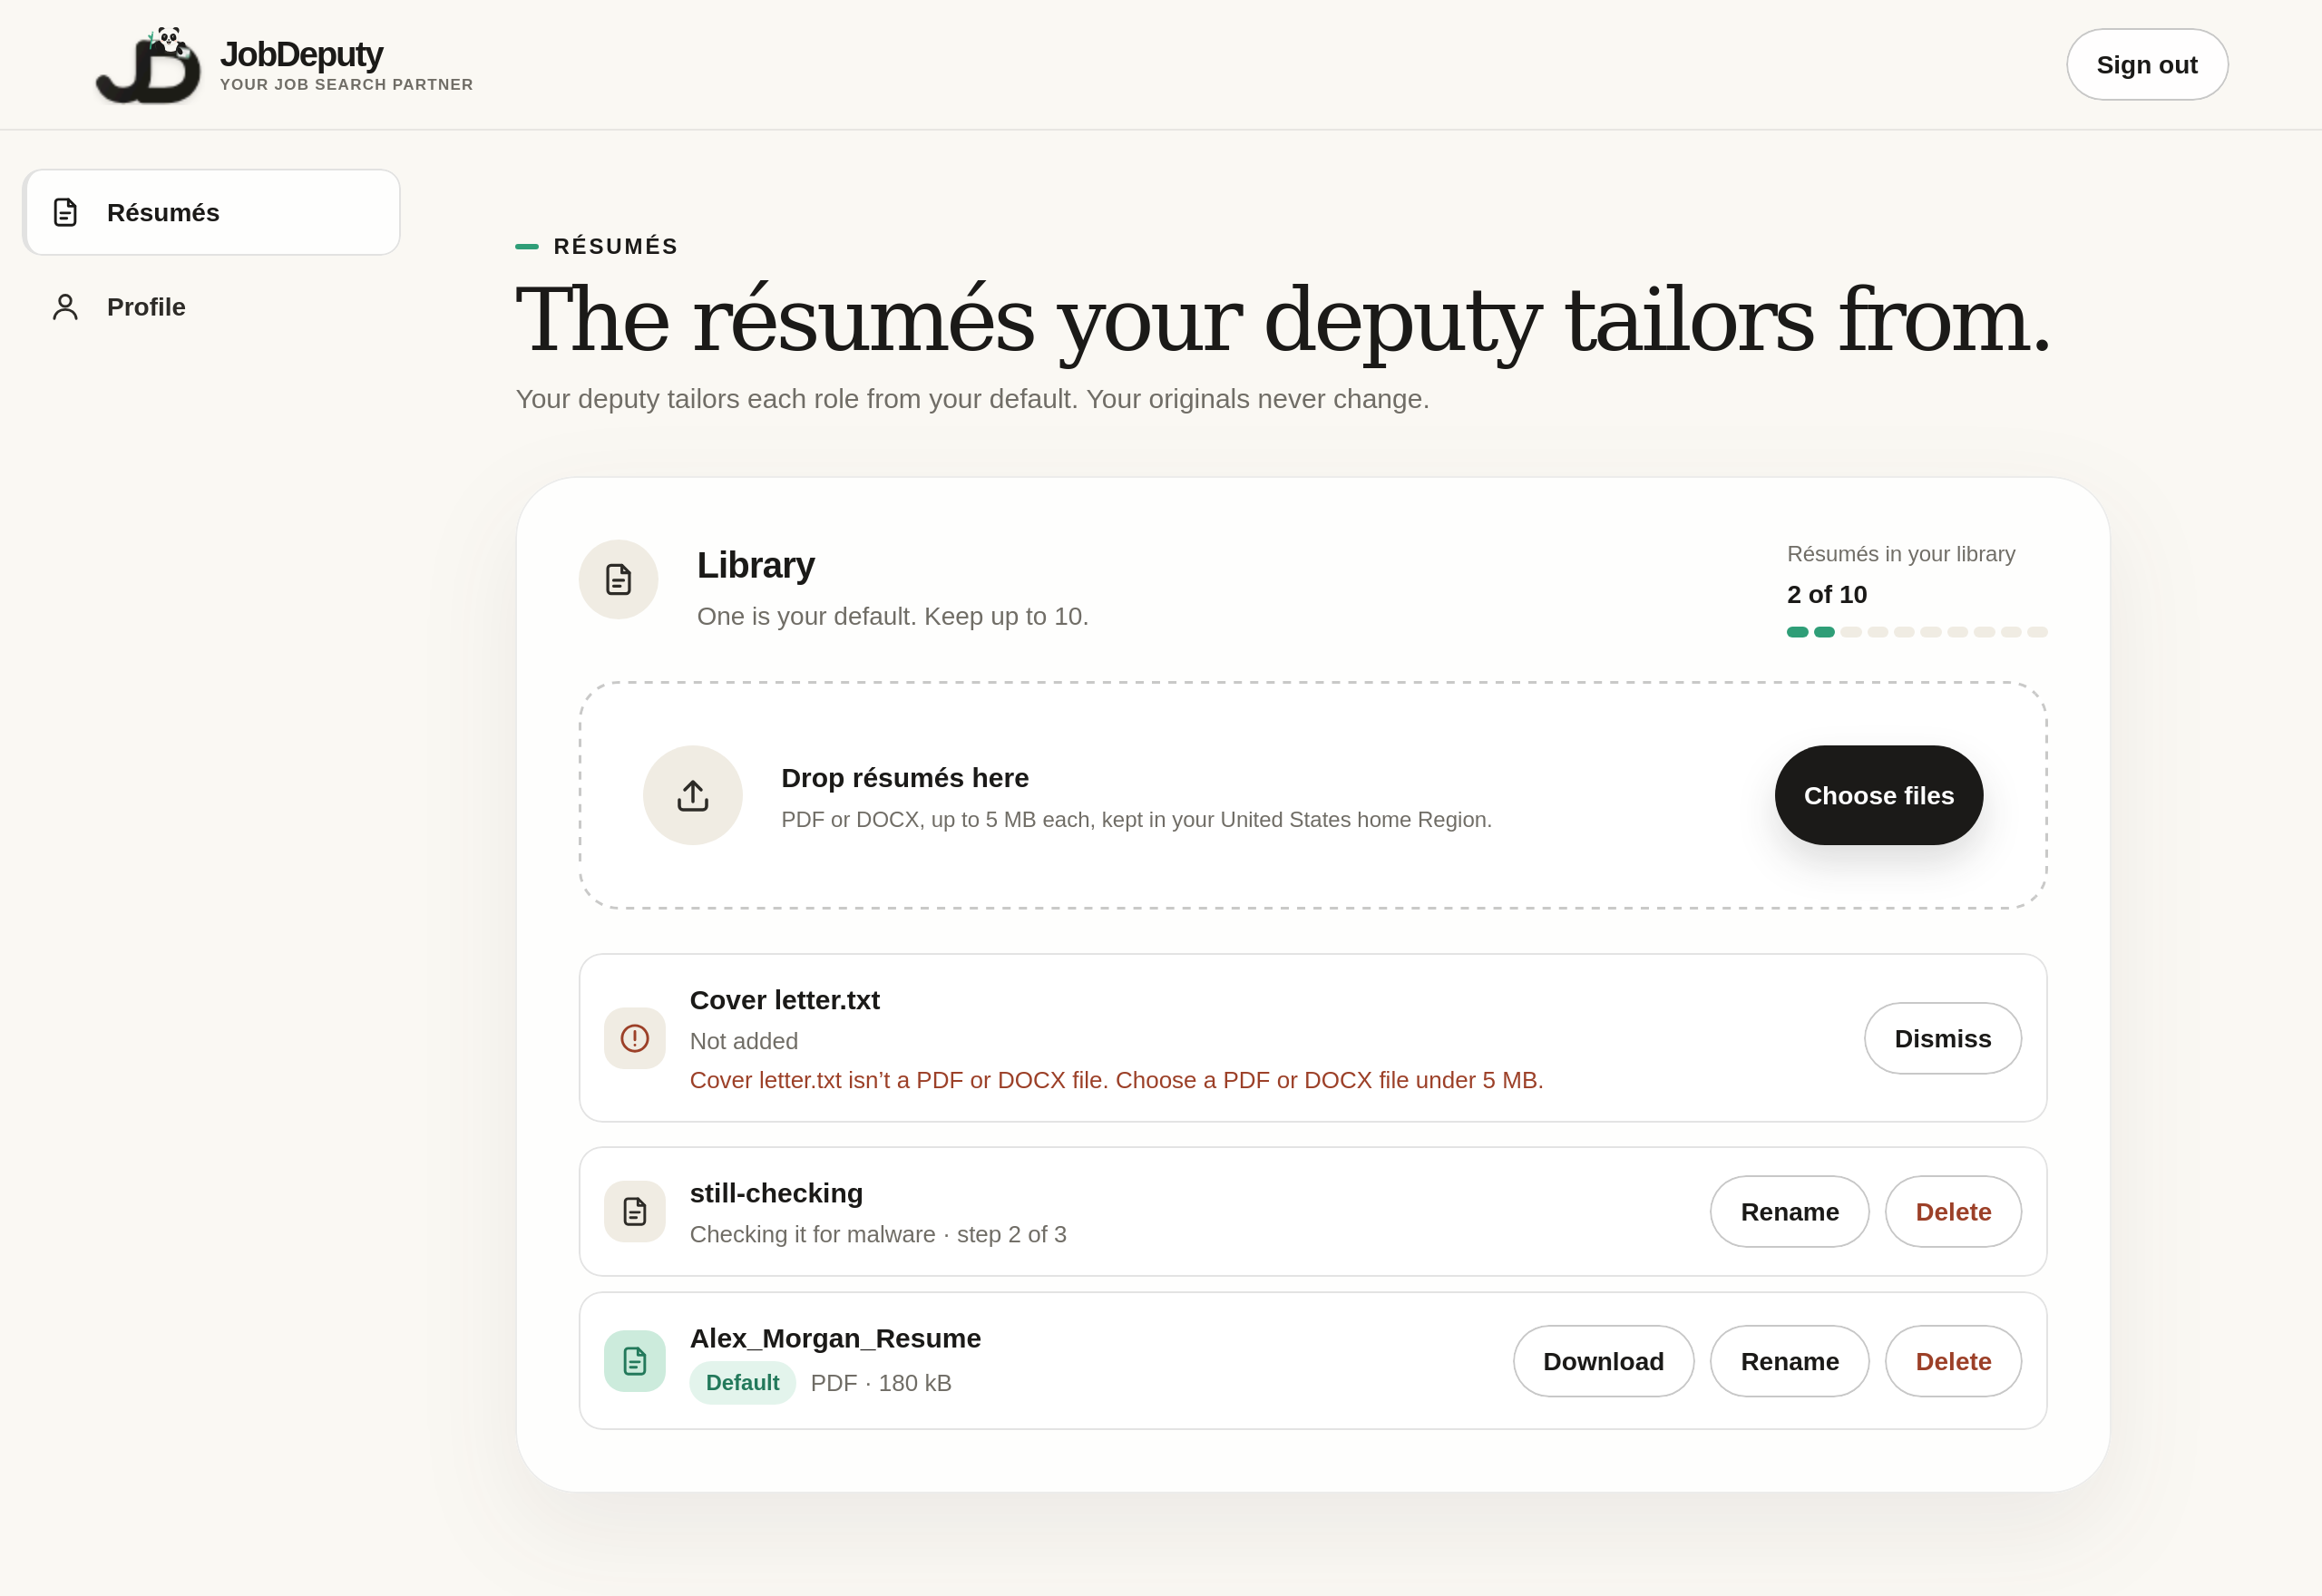 JobDeputy
YOUR JOB SEARCH PARTNER
Sign out
Résumés
Profile
RÉSUMÉS
The résumés your deputy tailors from.
Your deputy tailors each role from your default. Your originals never change.
Library
One is your default. Keep up to 10.
Résumés in your library
2 of 10
Drop résumés here
PDF or DOCX, up to 5 MB each, kept in your United States home Region.
Choose files
Cover letter.txt
Not added
Cover letter.txt isn’t a PDF or DOCX file. Choose a PDF or DOCX file under 5 MB.
Dismiss
still-checking
Checking it for malware · step 2 of 3
Rename
Delete
Alex_Morgan_Resume
Default
PDF · 180 kB
Download
Rename
Delete